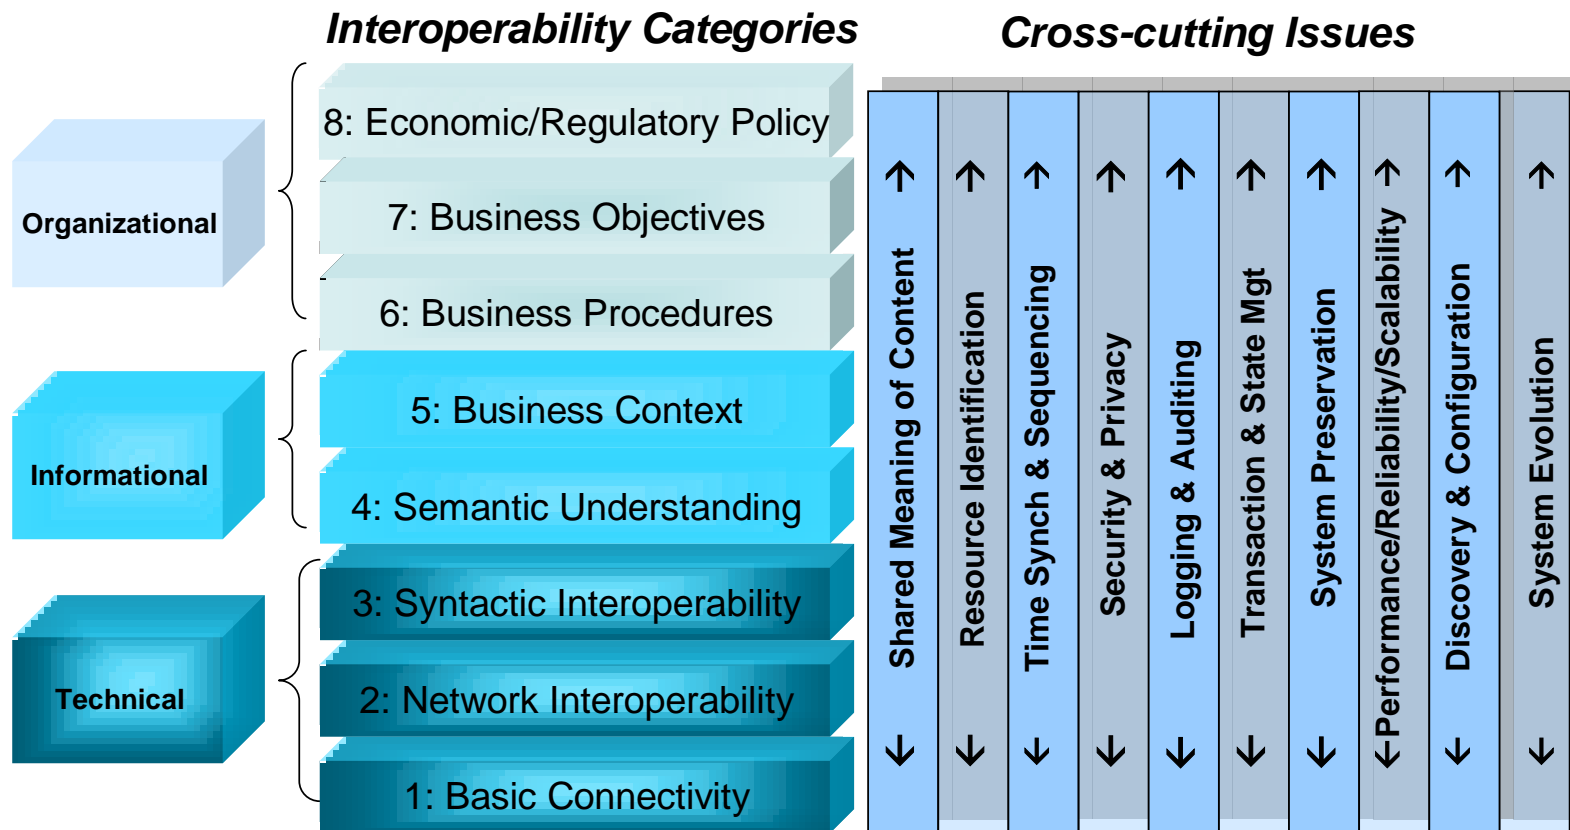 Interoperability Categories
Cross-cutting Issues
Organizational
8: Economic/Regulatory Policy
7: Business Objectives
6: Business Procedures
Informational
5: Business Context
4: Semantic Understanding
Technical
3: Syntactic Interoperability
2: Network Interoperability
1: Basic Connectivity
Shared Meaning of Content
Resource Identification
Time Synch & Sequencing
Security & Privacy
Logging & Auditing
Transaction & State Mgt
System Preservation
Performance/Reliability/Scalability
Discovery & Configuration
System Evolution